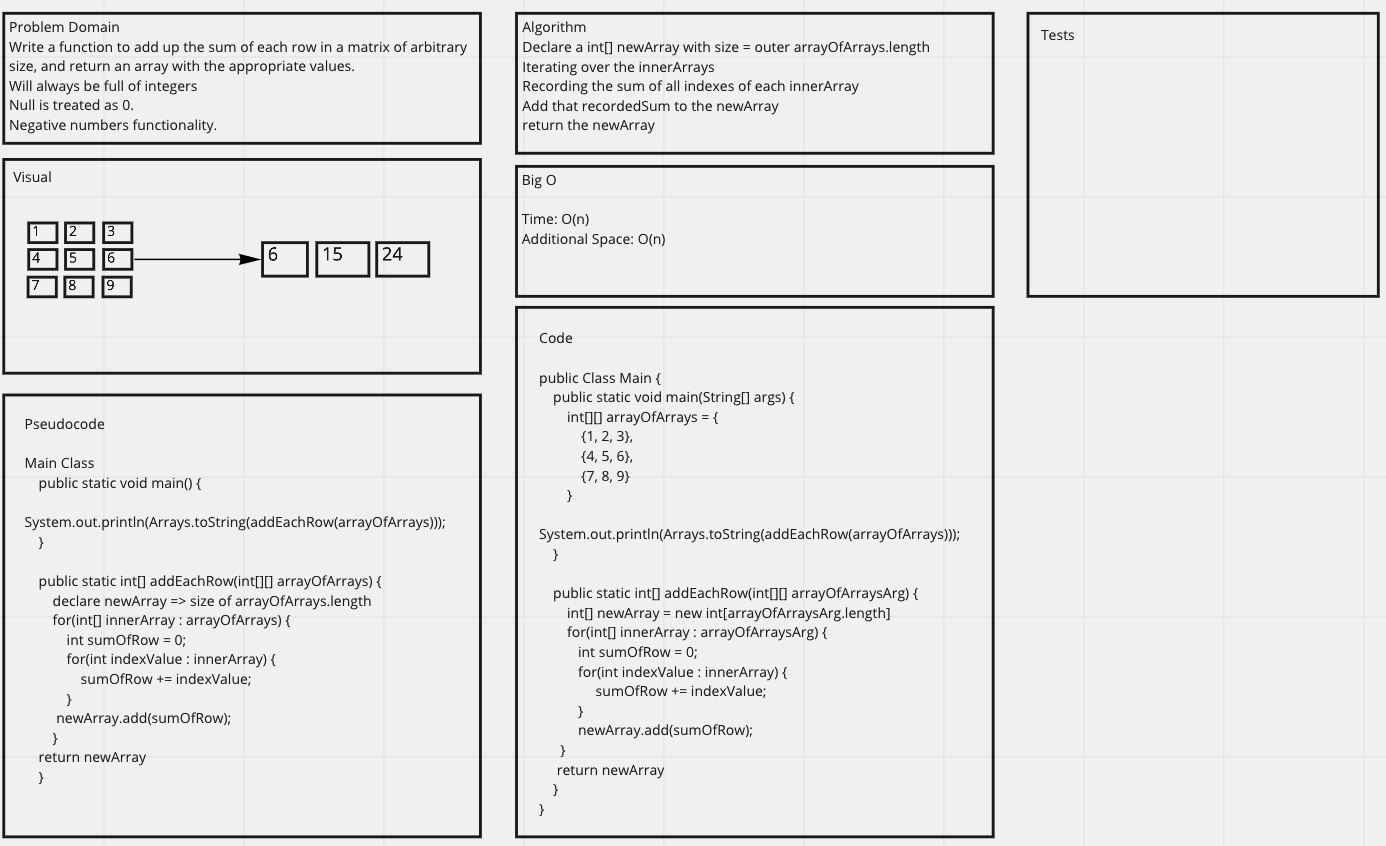 Problem Domain
Write a function to add up the sum of each row in a matrix of arbitrary
size, and return an array with the appropriate values.
Will always be full of integers
Null is treated as 0.
Negative numbers functionality.
Visual
1 2 3
4 5 6
7 8 9
6 15 24
Pseudocode
Main Class
public static void main() {
System.out.println(Arrays.toString(addEachRow(arrayOfArrays)));
}
public static int[] addEachRow(int[][] arrayOfArrays) {
declare newArray => size of arrayOfArrays.length
for(int[] innerArray : arrayOfArrays) {
int sumOfRow = 0;
for(int indexValue : innerArray) {
sumOfRow += indexValue;
}
newArray.add(sumOfRow);
}
return newArray
}
Algorithm
Declare a int[] newArray with size = outer arrayOfArrays.length
Iterating over the innerArrays
Recording the sum of all indexes of each innerArray
Add that recordedSum to the newArray
return the newArray
Big O
Time: O(n)
Additional Space: O(n)
Code
public Class Main {
public static void main(String[] args) {
int[][] arrayOfArrays = {
{1, 2, 3},
{4, 5, 6},
{7, 8, 9}
}
System.out.println(Arrays.toString(addEachRow(arrayOfArrays)));
}
public static int[] addEachRow(int[][] arrayOfArraysArg) {
int[] newArray = new int[arrayOfArraysArg.length]
for(int[] innerArray : arrayOfArraysArg) {
int sumOfRow = 0;
for(int indexValue : innerArray) {
sumOfRow += indexValue;
}
newArray.add(sumOfRow);
}
return newArray
}
}
Tests